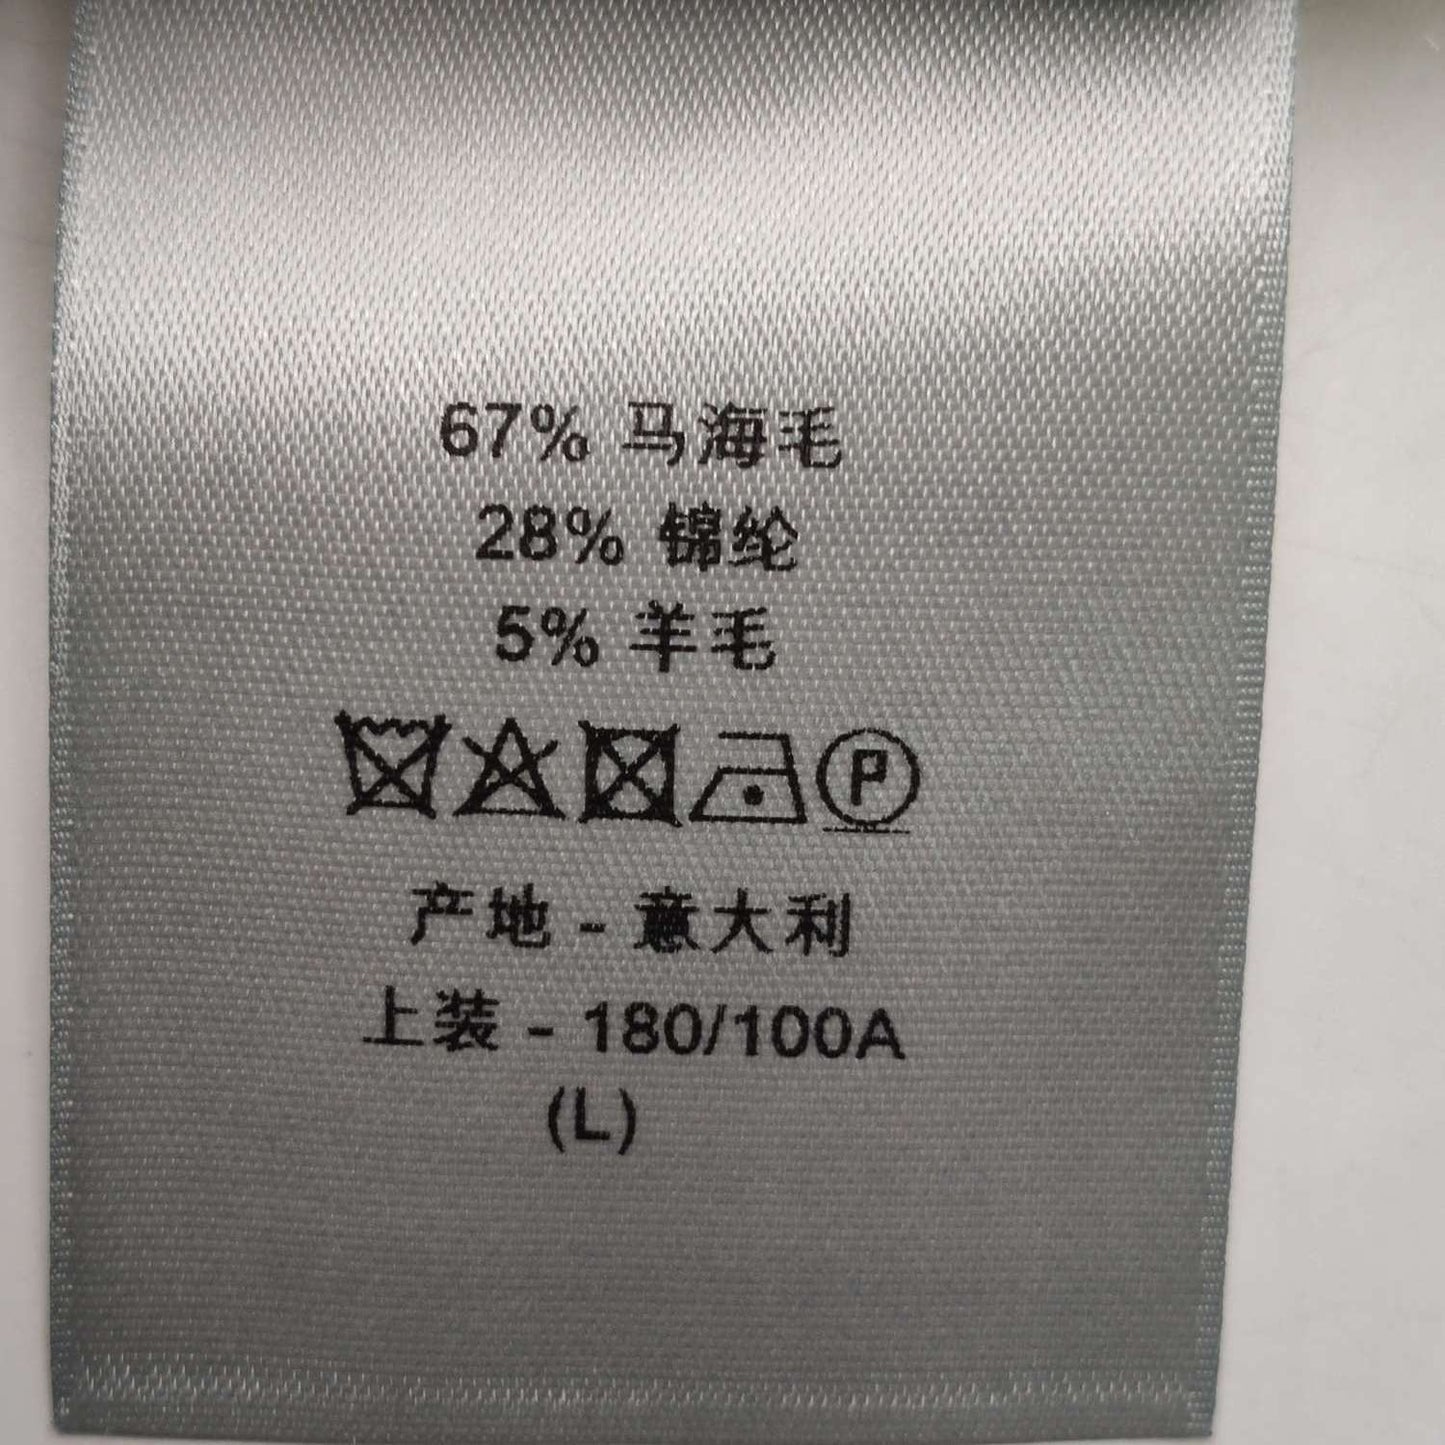 67% 马海毛
28% 锦纶
5% 羊毛
P
产地 - 意大利
上装 - 180/100A
(L)